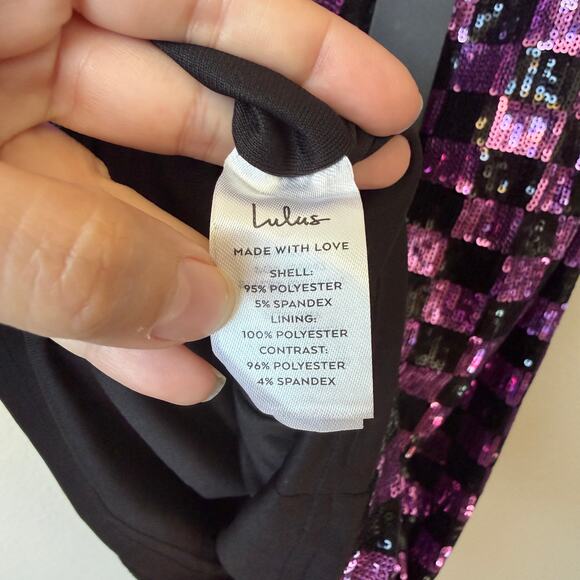 Lulus
MADE WITH LOVE
SHELL:
95% POLYESTER
5% SPANDEX
LINING:
100% POLYESTER
CONTRAST:
96% POLYESTER
4% SPANDEX